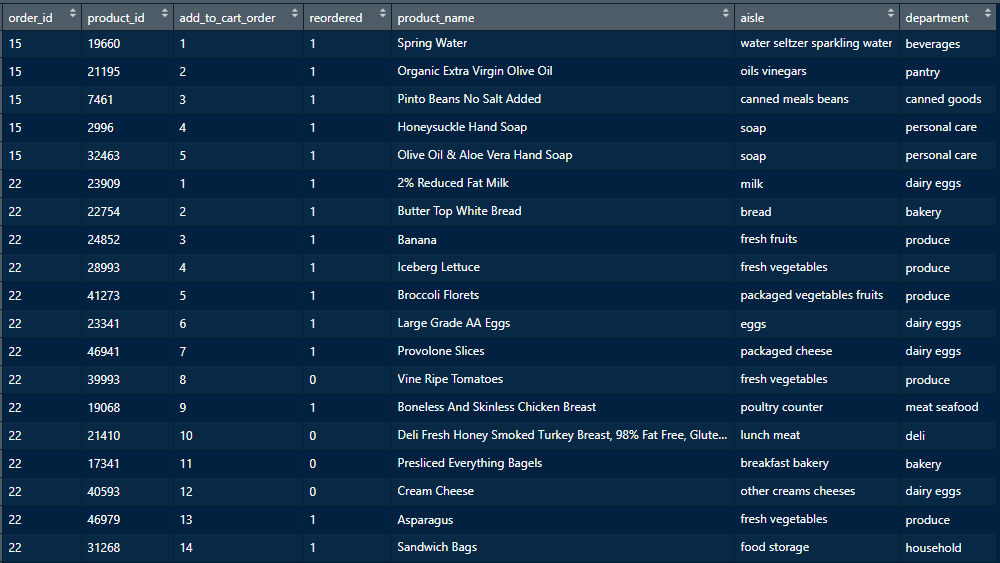 order_id product_id add_to_cart_order reordered product_name aisle department
15 19660 1 1 Spring Water water seltzer sparkling water beverages
15 21195 2 1 Organic Extra Virgin Olive Oil oils vinegars pantry
15 7461 3 1 Pinto Beans No Salt Added canned meals beans canned goods
15 2996 4 1 Honeysuckle Hand Soap soap personal care
15 32463 5 1 Olive Oil & Aloe Vera Hand Soap soap personal care
22 23909 1 1 2% Reduced Fat Milk milk dairy eggs
22 22754 2 1 Butter Top White Bread bread bakery
22 24852 3 1 Banana fresh fruits produce
22 28993 4 1 Iceberg Lettuce fresh vegetables produce
22 41273 5 1 Broccoli Florets packaged vegetables fruits produce
22 23341 6 1 Large Grade AA Eggs eggs dairy eggs
22 46941 7 1 Provolone Slices packaged cheese dairy eggs
22 39993 8 0 Vine Ripe Tomatoes fresh vegetables produce
22 19068 9 1 Boneless And Skinless Chicken Breast poultry counter meat seafood
22 21410 10 0 Deli Fresh Honey Smoked Turkey Breast, 98% Fat Free, Glute... lunch meat deli
22 17341 11 0 Presliced Everything Bagels breakfast bakery bakery
22 40593 12 0 Cream Cheese other creams cheeses dairy eggs
22 46979 13 1 Asparagus fresh vegetables produce
22 31268 14 1 Sandwich Bags food storage household